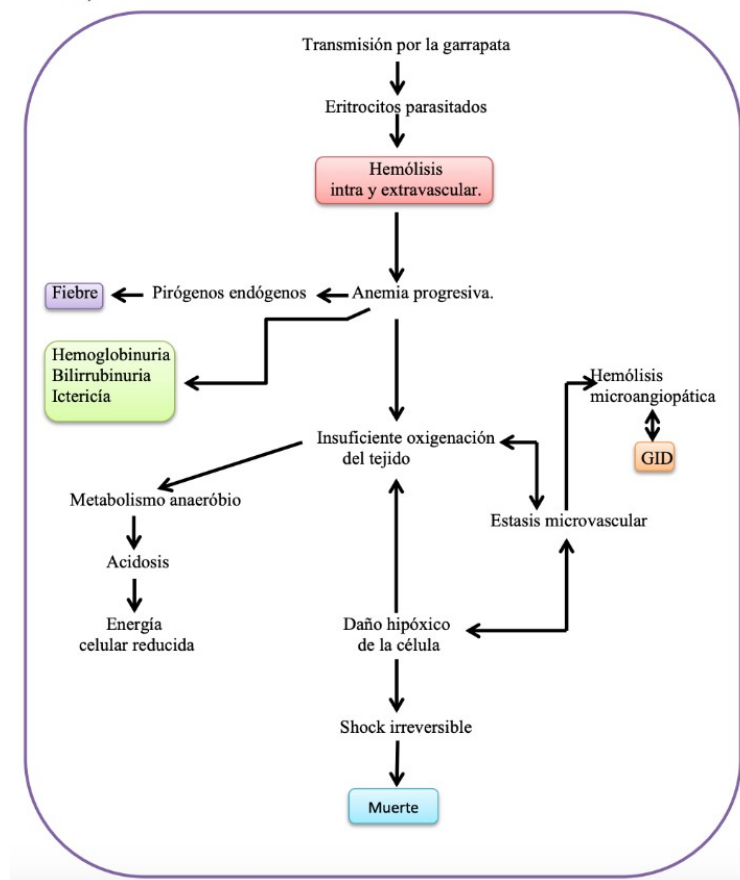 Transmisión por la garrapata
Eritrocitos parasitados
Hemólisis
intra y extravascular.
Fiebre
Pirógenos endógenos
Anemia progresiva.
Hemoglobinuria
Bilirrubinuria
Ictericía
Hemólisis
microangiopática
GID
Insuficiente oxigenación
del tejido
Metabolismo anaeróbio
Estasis microvascular
Acidosis
Energía
celular reducida
Daño hipóxico
de la célula
Shock irreversible
Muerte